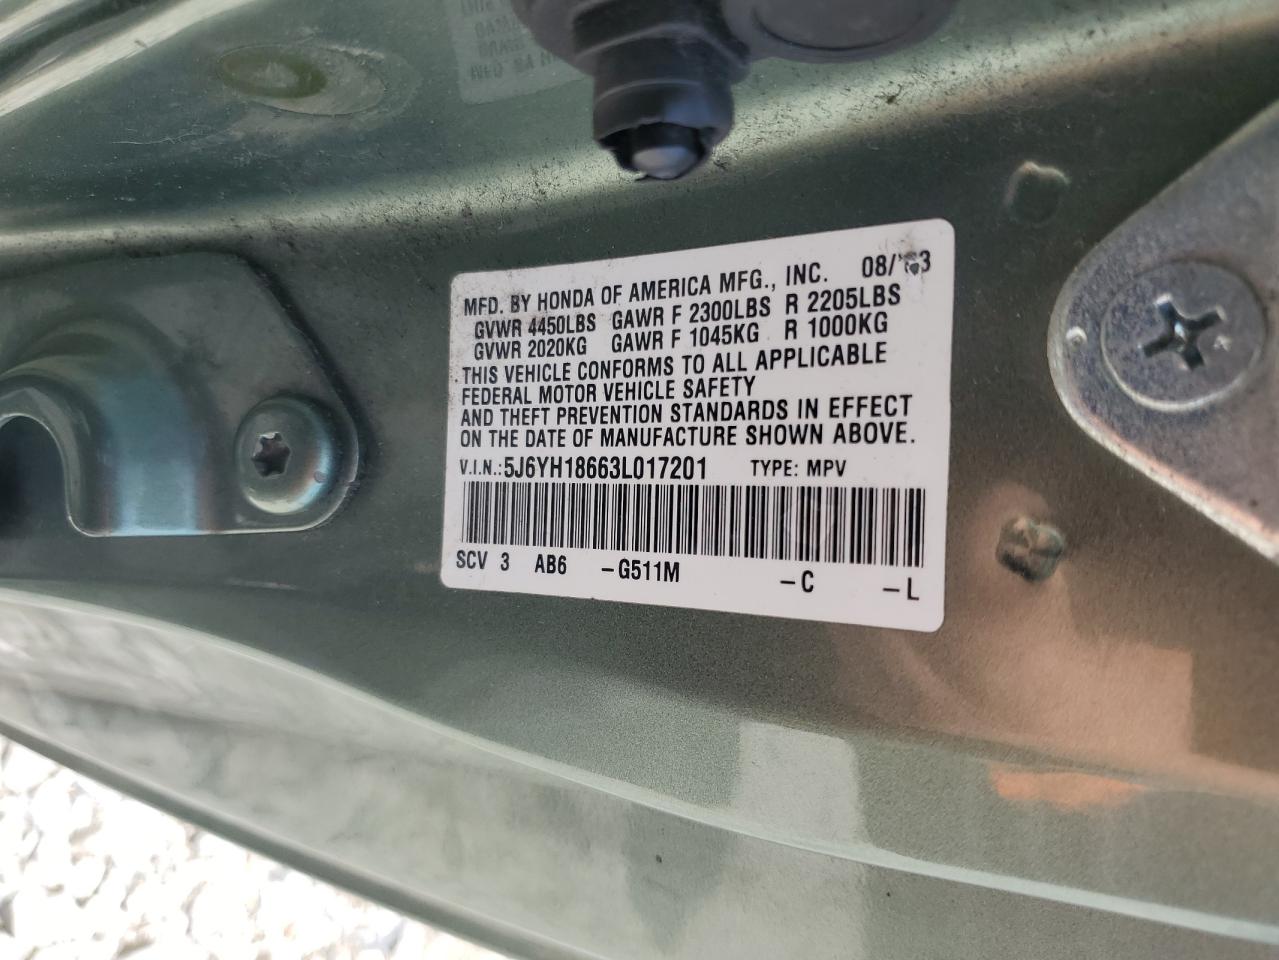 MFD. BY HONDA OF AMERICA MFG., INC. 08/
GVWR 4450LBS GAWR F 2300LBS R 2205LBS
GVWR 2020KG GAWR F 1045KG R 1000KG
THIS VEHICLE CONFORMS TO ALL APPLICABLE
FEDERAL MOTOR VEHICLE SAFETY
AND THEFT PREVENTION STANDARDS IN EFFECT
ON THE DATE OF MANUFACTURE SHOWN ABOVE.
V.I.N.:5J6YH18663L017201 TYPE: MPV
SCV 3 AB6 -G511M -C -L